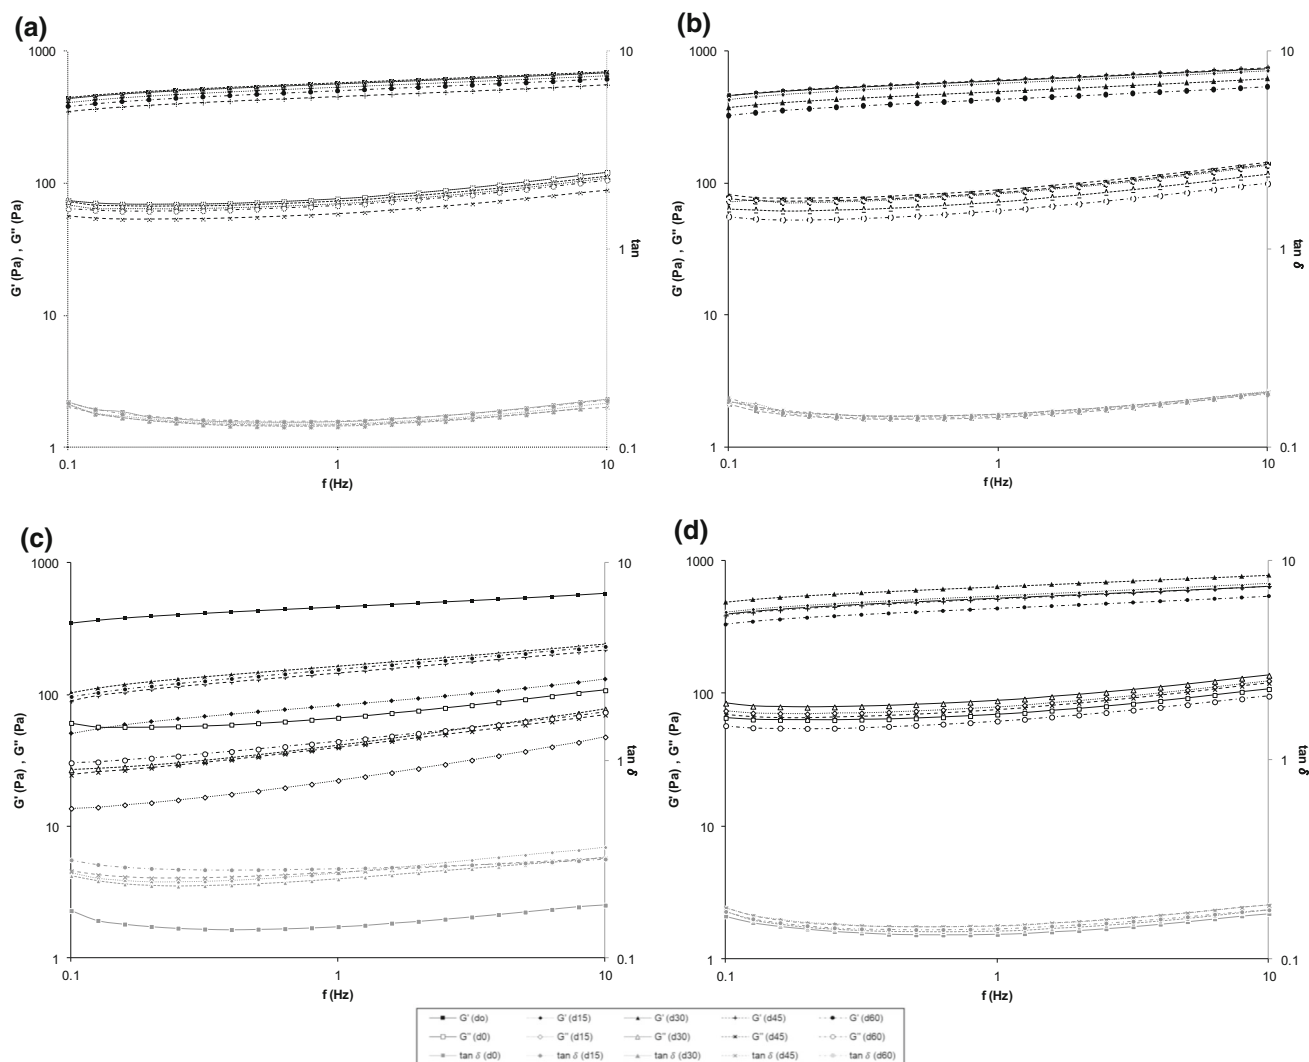 (a)
1000
100
10
1
G' (Pa) , G'' (Pa)
10
1
0.1
tan
0.1
1
10
f (Hz)
(b)
1000
100
10
1
G' (Pa) , G'' (Pa)
10
1
0.1
tan δ
0.1
1
10
f (Hz)
(c)
1000
100
10
1
G' (Pa) , G'' (Pa)
10
1
0.1
tan δ
0.1
1
10
f (Hz)
(d)
1000
100
10
1
G' (Pa) , G'' (Pa)
10
1
0.1
tan δ
0.1
1
10
f (Hz)
G' (do) G' (d15) G' (d30) G' (d45) G' (d60)
G'' (d0) G'' (d15) G'' (d30) G'' (d45) G'' (d60)
tan δ (d0) tan δ (d15) tan δ (d30) tan δ (d45) tan δ (d60)